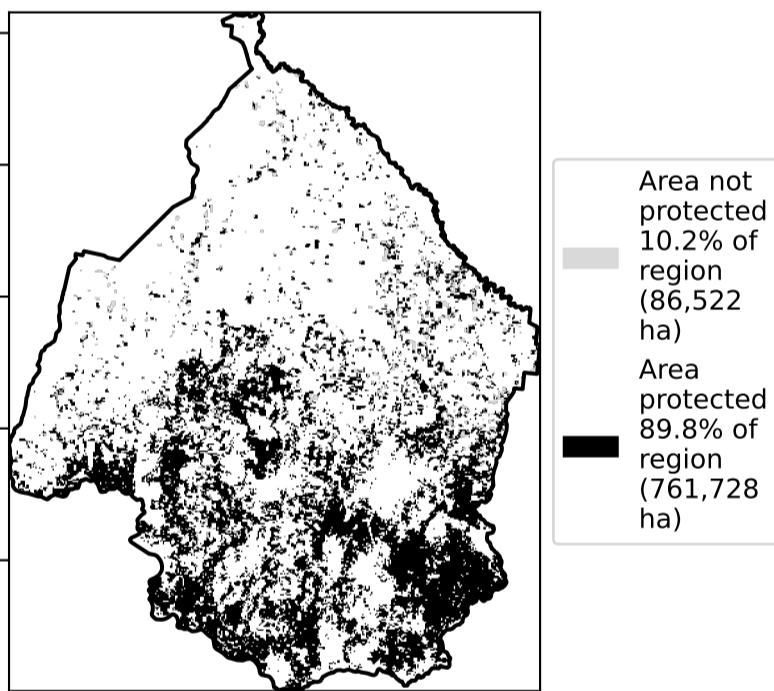 Area not
protected
10.2% of
region
(86,522
ha)
Area
protected
89.8% of
region
(761,728
ha)